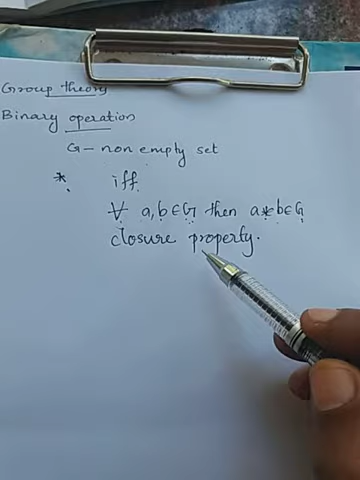 Group theory
Binary operation
G - non empty set
* iff
∀ a, b ∈ G then a * b ∈ G
closure property.